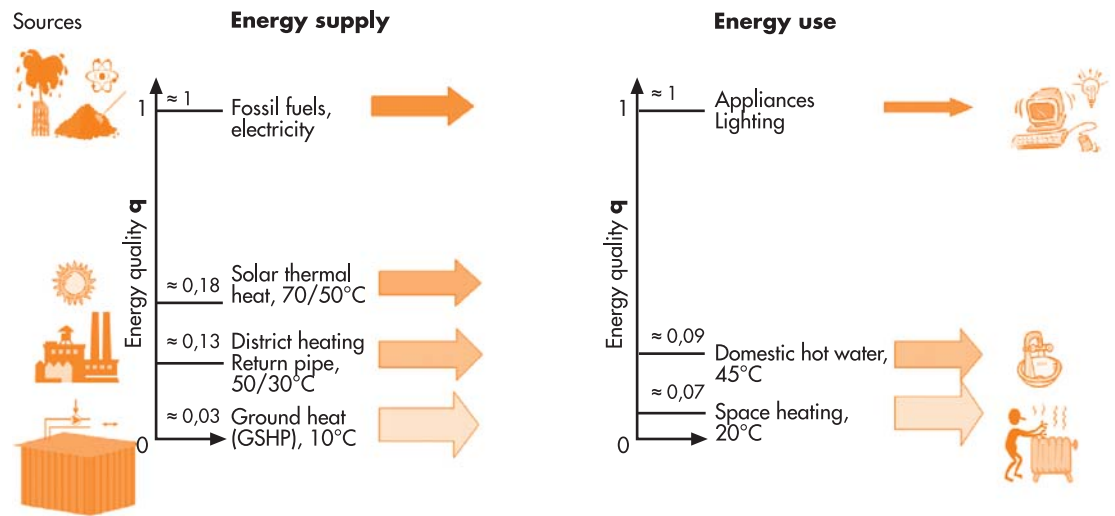 Sources
Energy supply
Energy use
Energy quality q
1
≈ 1
Fossil fuels,
electricity
≈ 0,18
Solar thermal
heat, 70/50°C
≈ 0,13
District heating
Return pipe,
50/30°C
≈ 0,03
Ground heat
(GSHP), 10°C
0
Energy quality q
1
≈ 1
Appliances
Lighting
≈ 0,09
Domestic hot water,
45°C
≈ 0,07
Space heating,
20°C
0